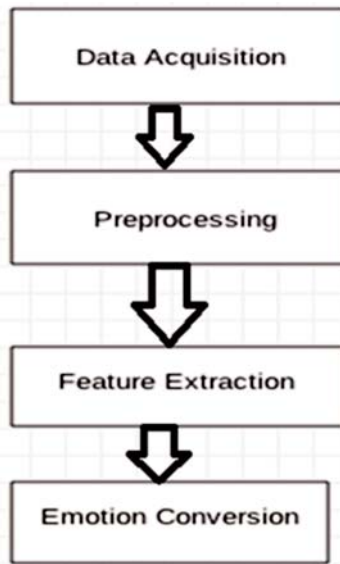 Data Acquisition
Preprocessing
Feature Extraction
Emotion Conversion